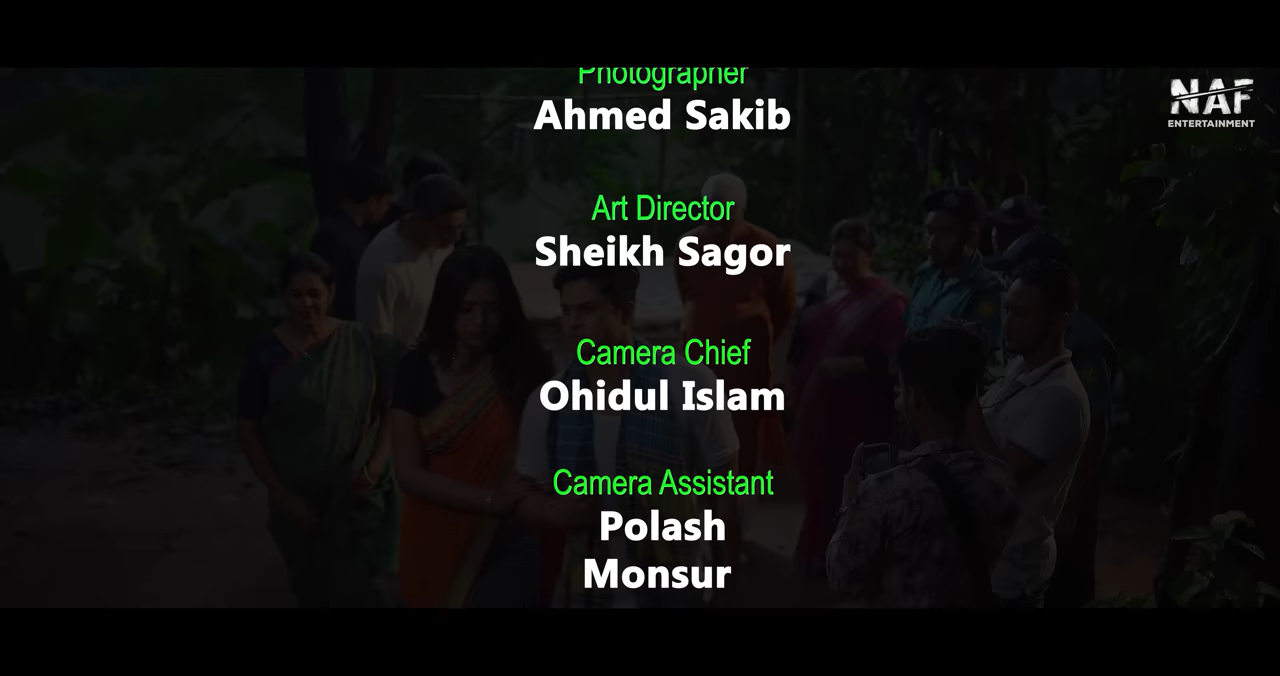 Photographer
Ahmed Sakib
NAF
ENTERTAINMENT
Art Director
Sheikh Sagor
Camera Chief
Ohidul Islam
Camera Assistant
Polash
Monsur